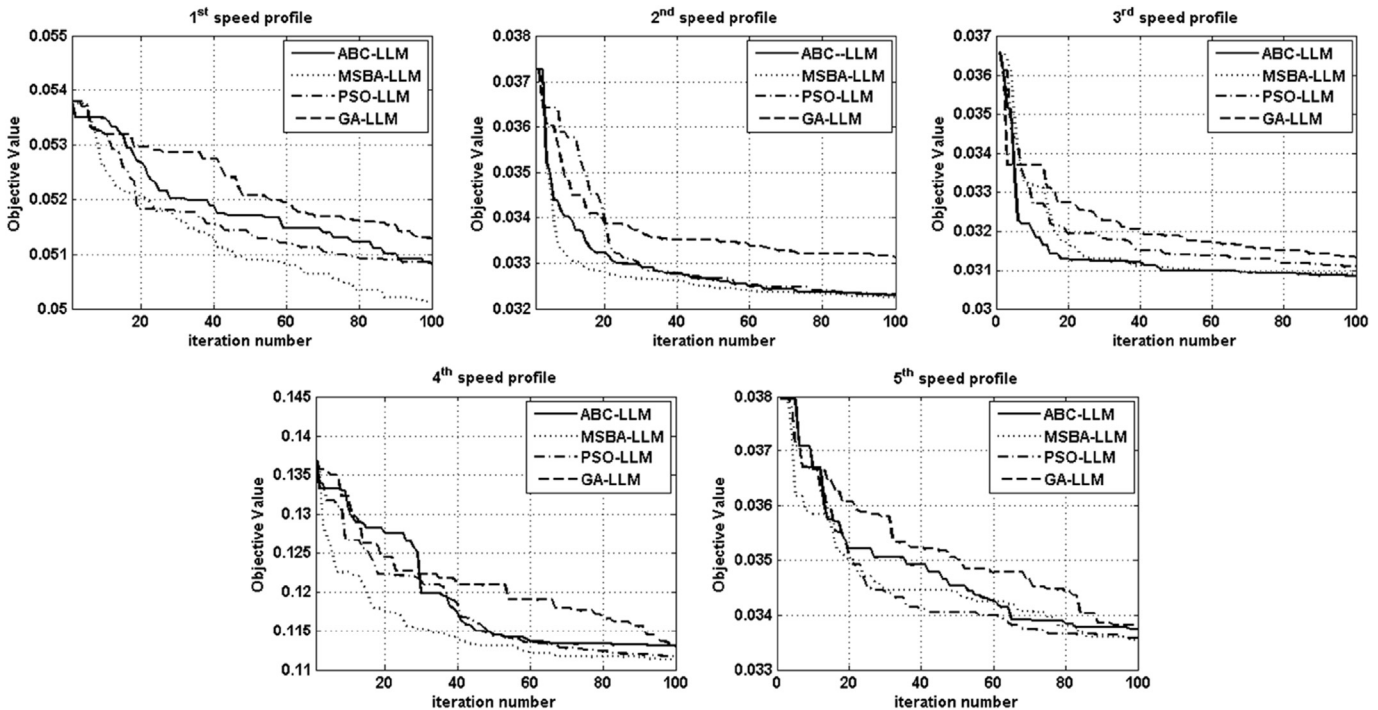 1st speed profile
0.055
0.054
0.053
0.052
0.051
0.05
Objective Value
20
40
60
80
100
iteration number
ABC-LLM
MSBA-LLM
PSO-LLM
GA-LLM
2nd speed profile
0.038
0.037
0.036
0.035
0.034
0.033
0.032
Objective Value
20
40
60
80
100
iteration number
ABC--LLM
MSBA-LLM
PSO-LLM
GA-LLM
3rd speed profile
0.037
0.036
0.035
0.034
0.033
0.032
0.031
0.03
Objective Value
0
20
40
60
80
100
iteration number
ABC-LLM
MSBA-LLM
PSO-LLM
GA-LLM
4th speed profile
0.145
0.14
0.135
0.13
0.125
0.12
0.115
0.11
Objective Value
20
40
60
80
100
iteration number
ABC-LLM
MSBA-LLM
PSO-LLM
GA-LLM
5th speed profile
0.038
0.037
0.036
0.035
0.034
0.033
Objective Value
0
20
40
60
80
100
iteration number
ABC-LLM
MSBA-LLM
PSO-LLM
GA-LLM